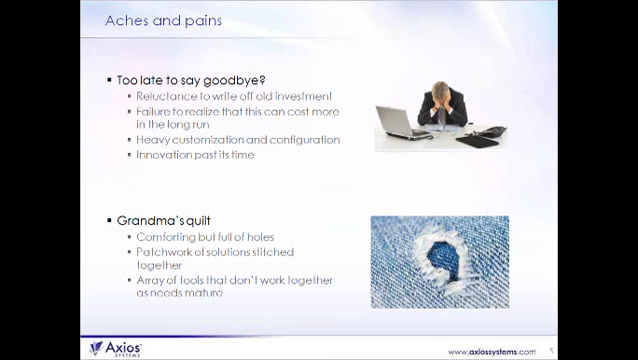 Aches and pains
Too late to say goodbye?
Reluctance to write off old investment
Failure to realize that this can cost more
in the long run
Heavy customization and configuration
Innovation past its time
Grandma's quilt
Comforting but full of holes
Patchwork of solutions stitched
together
Array of tools that don't work together
as needs mature
Axios
SYSTEMS
www.axiossystems.com
5